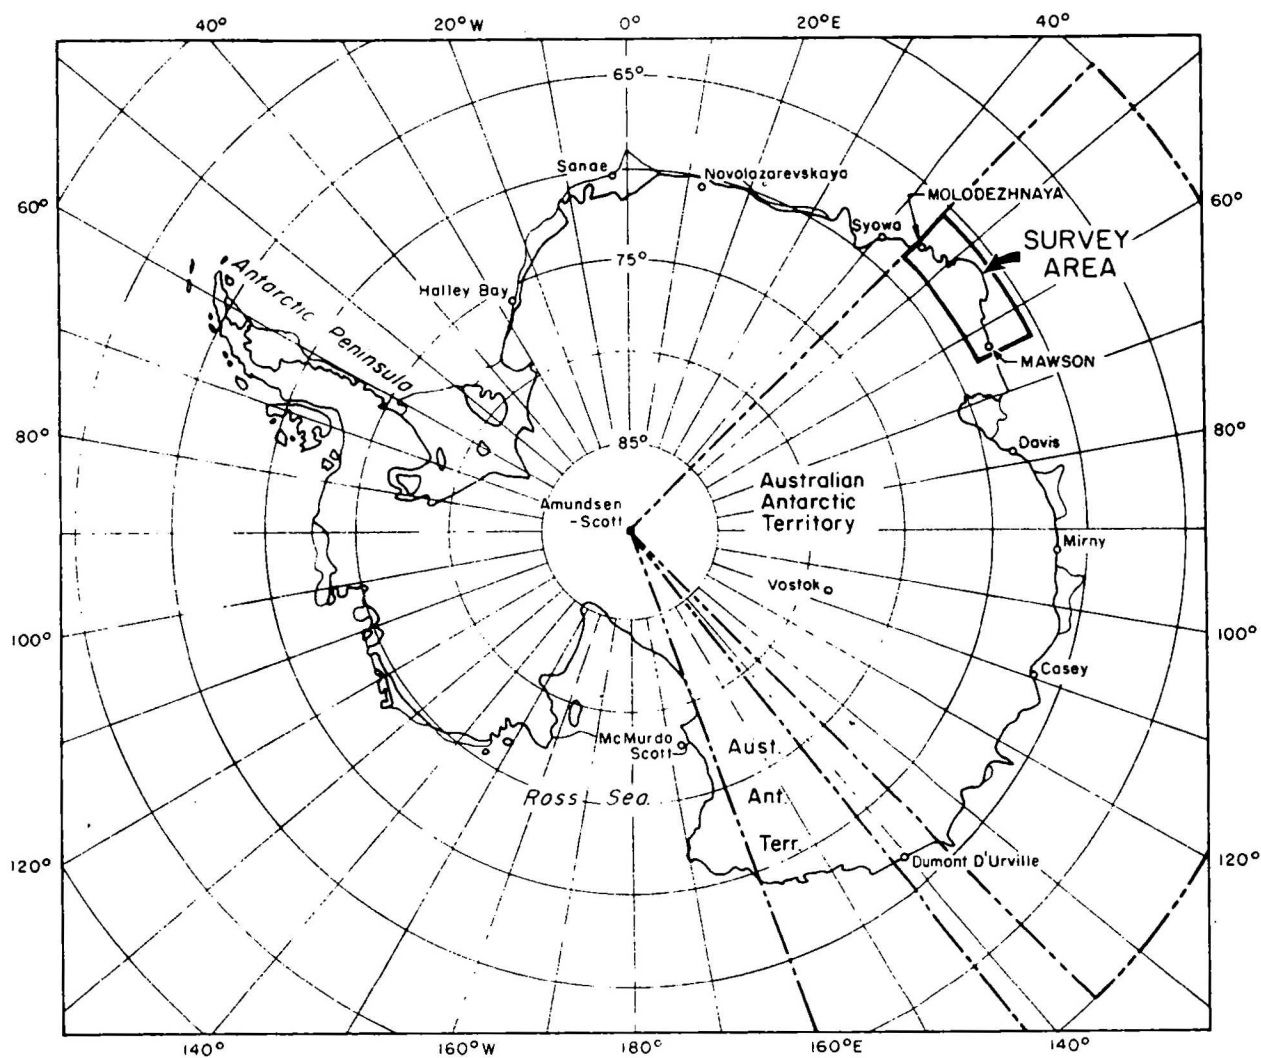 40°
20°W
0°
20°E
40°
65°
Sanae
Novolazarevskaya
MOLODEZHNAYA
60°
60°
Syowa
SURVEY
AREA
Antarctic Peninsula
75°
Halley Bay
MAWSON
80°
80°
85°
Davis
Australian
Antarctic
Territory
Amundsen
-Scott
Mirny
Vostok
100°
100°
Casey
McMurdo
Scott
Aust.
Ross Sea
Ant.
Terr.
Dumont D'Urville
120°
120°
140°
160°W
180°
160°E
140°